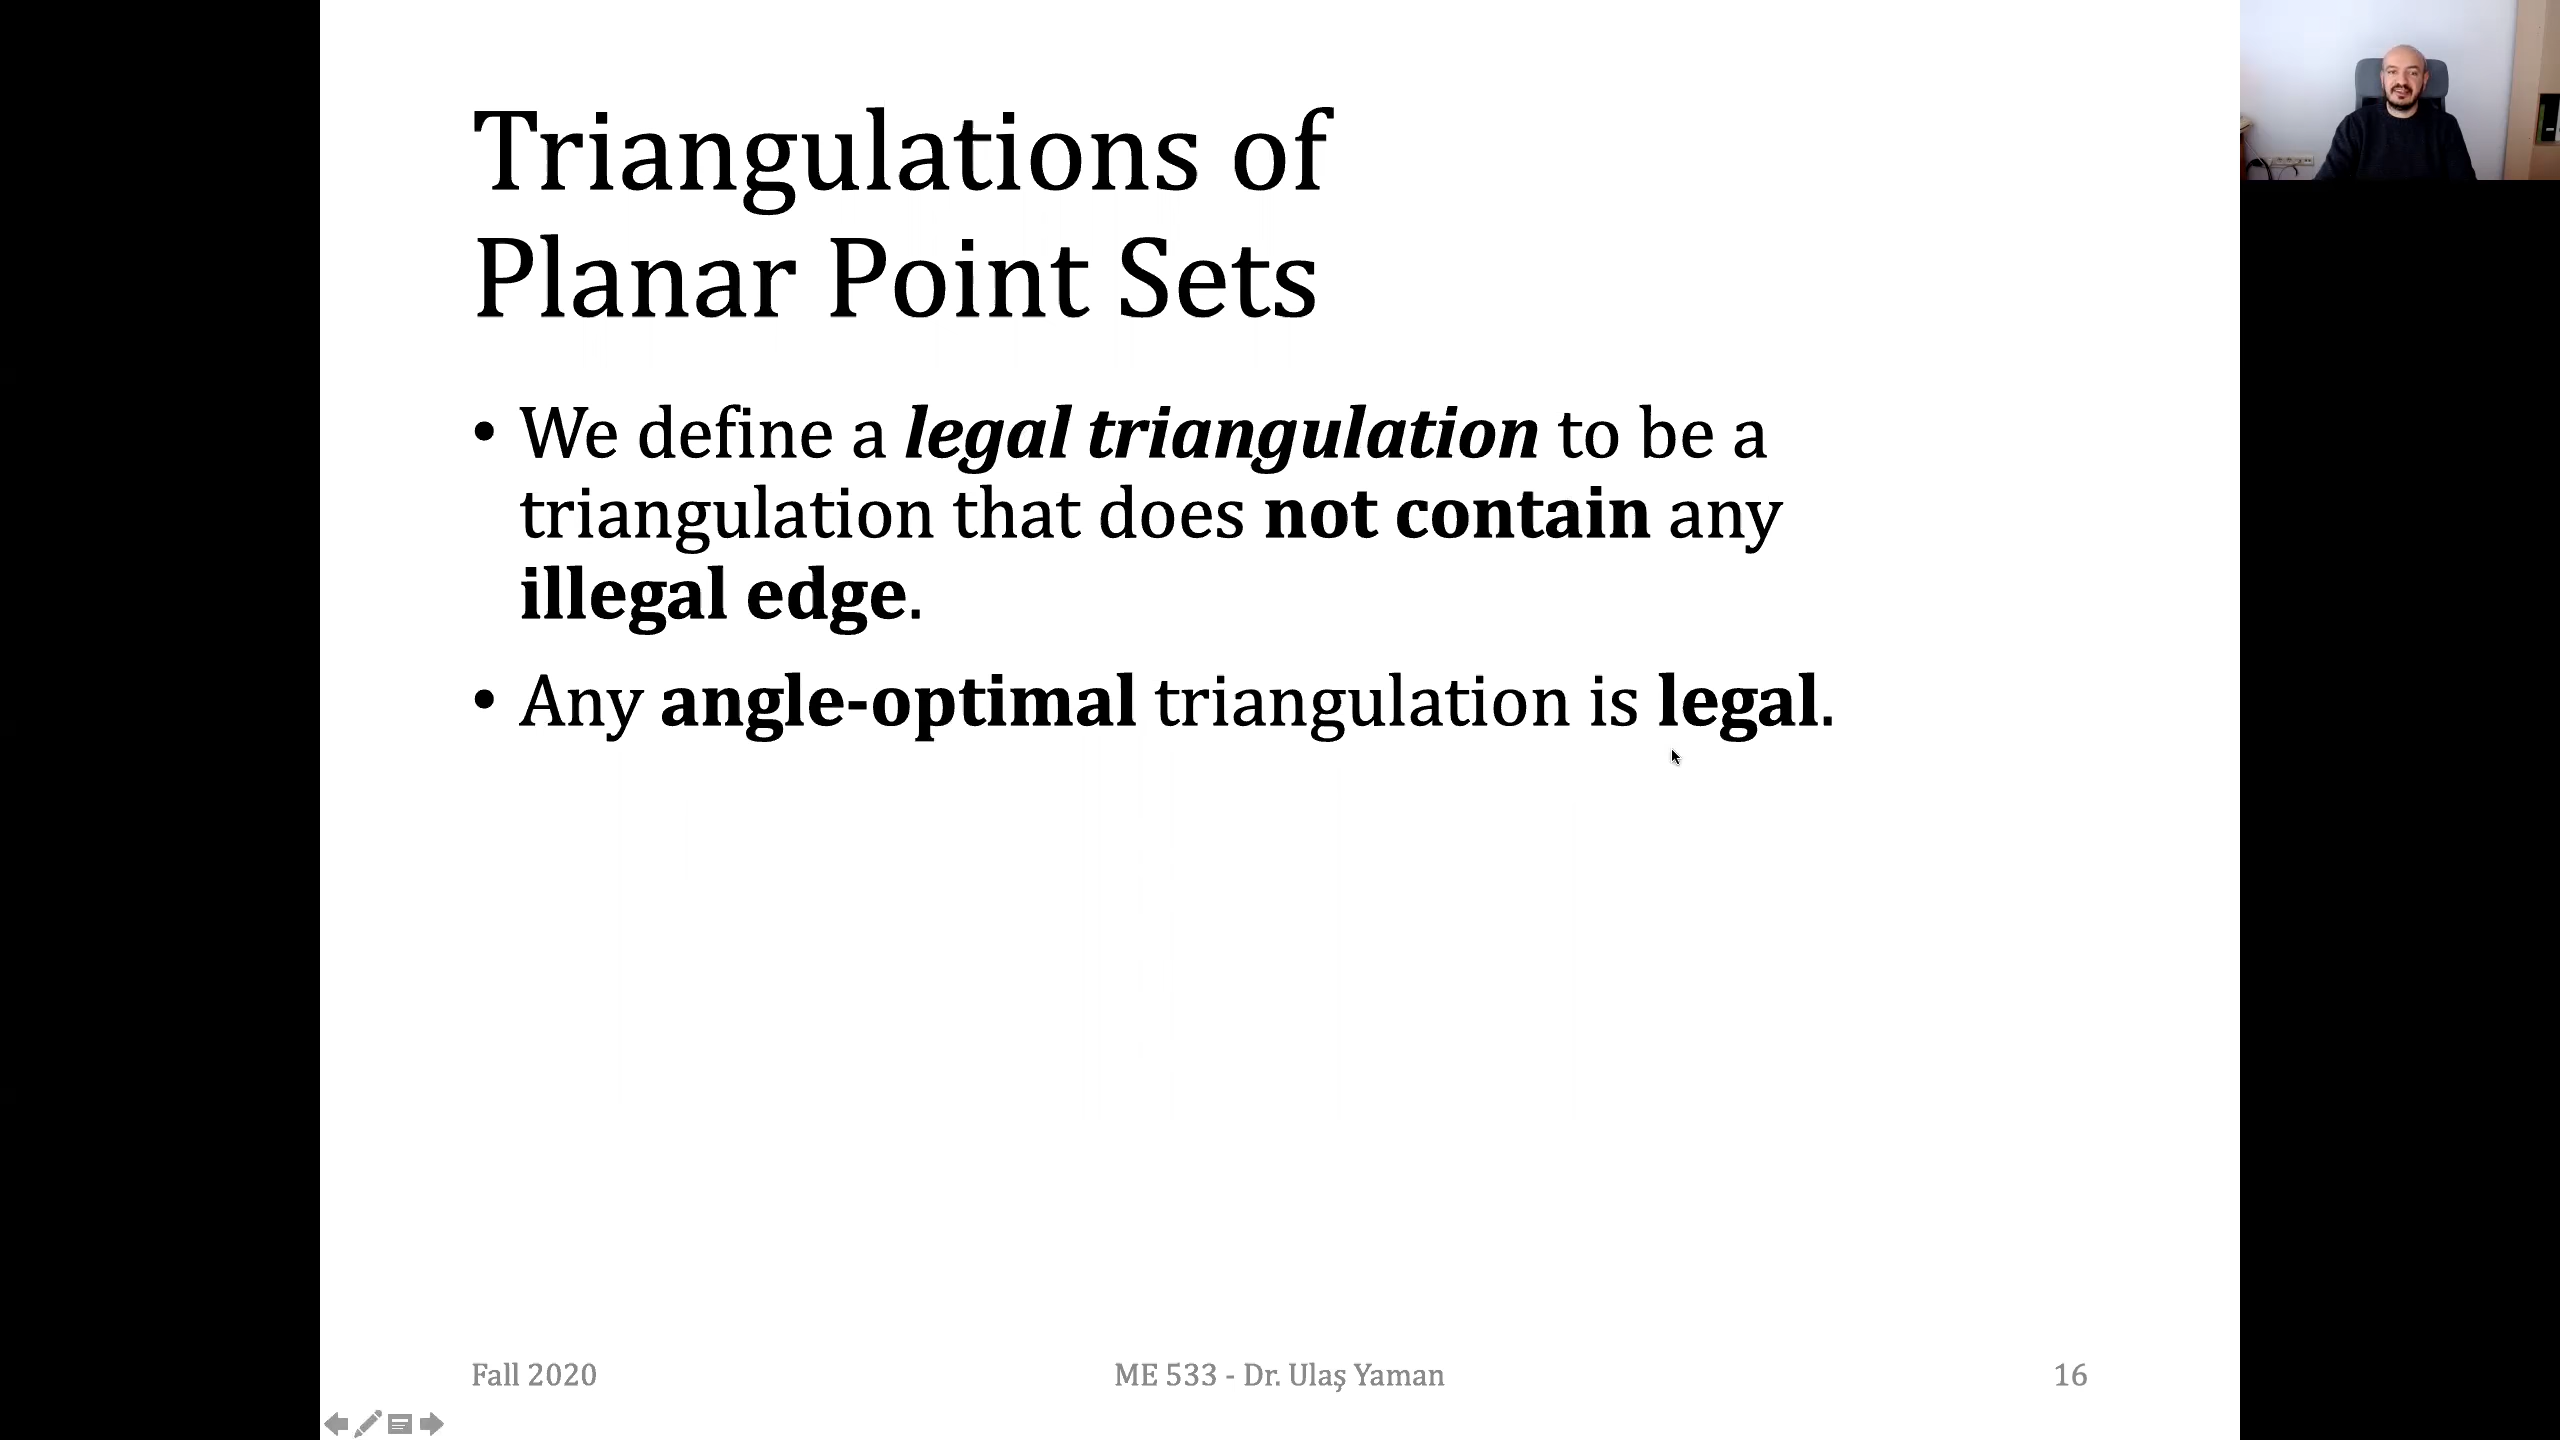 Triangulations of
Planar Point Sets
• We define a legal triangulation to be a
triangulation that does not contain any
illegal edge.
• Any angle-optimal triangulation is legal.
Fall 2020
ME 533 - Dr. Ulaş Yaman
16